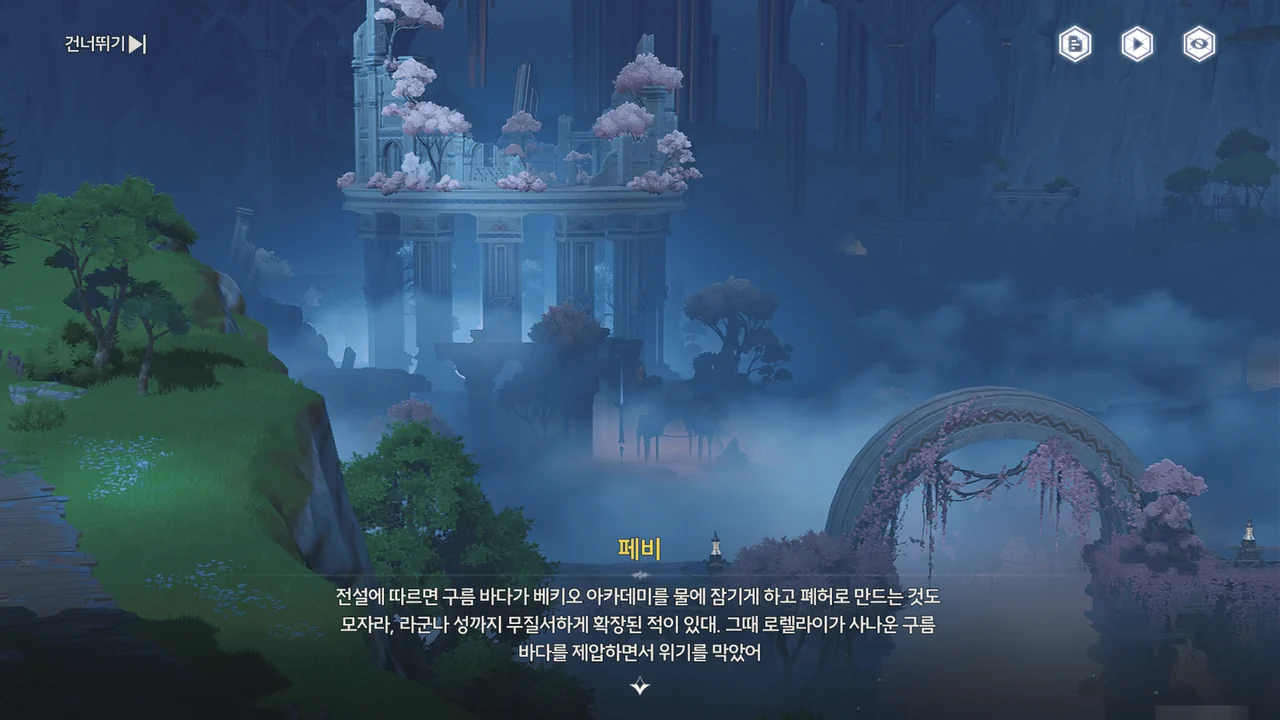 건너뛰기
페비
전설에 따르면 구름 바다가 베키오 아카데미를 물에 잠기게 하고 폐허로 만드는 것도
모자라, 라군나 성까지 무질서하게 확장된 적이 있대. 그때 로렐라이가 사나운 구름
바다를 제압하면서 위기를 막았어